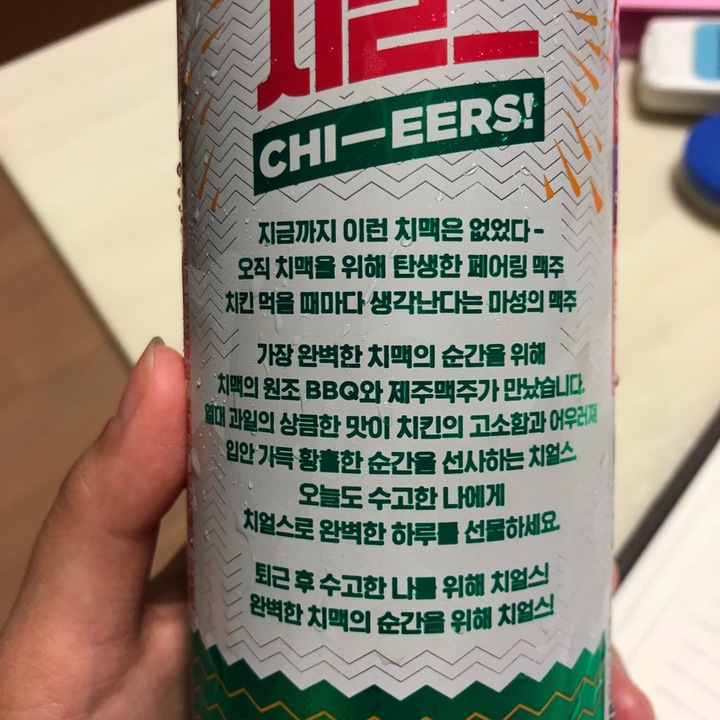 치얼스
CHI—EERS!
지금까지 이런 치맥은 없었다 -
오직 치맥을 위해 탄생한 페어링 맥주
치킨 먹을 때마다 생각난다는 마성의 맥주
가장 완벽한 치맥의 순간을 위해
치맥의 원조 BBQ와 제주맥주가 만났습니다.
열대 과일의 상큼한 맛이 치킨의 고소함과 어우러져
입안 가득 황홀한 순간을 선사하는 치얼스.
오늘도 수고한 나에게
치얼스로 완벽한 하루를 선물하세요.
퇴근 후 수고한 나를 위해 치얼스!
완벽한 치맥의 순간을 위해 치얼스!